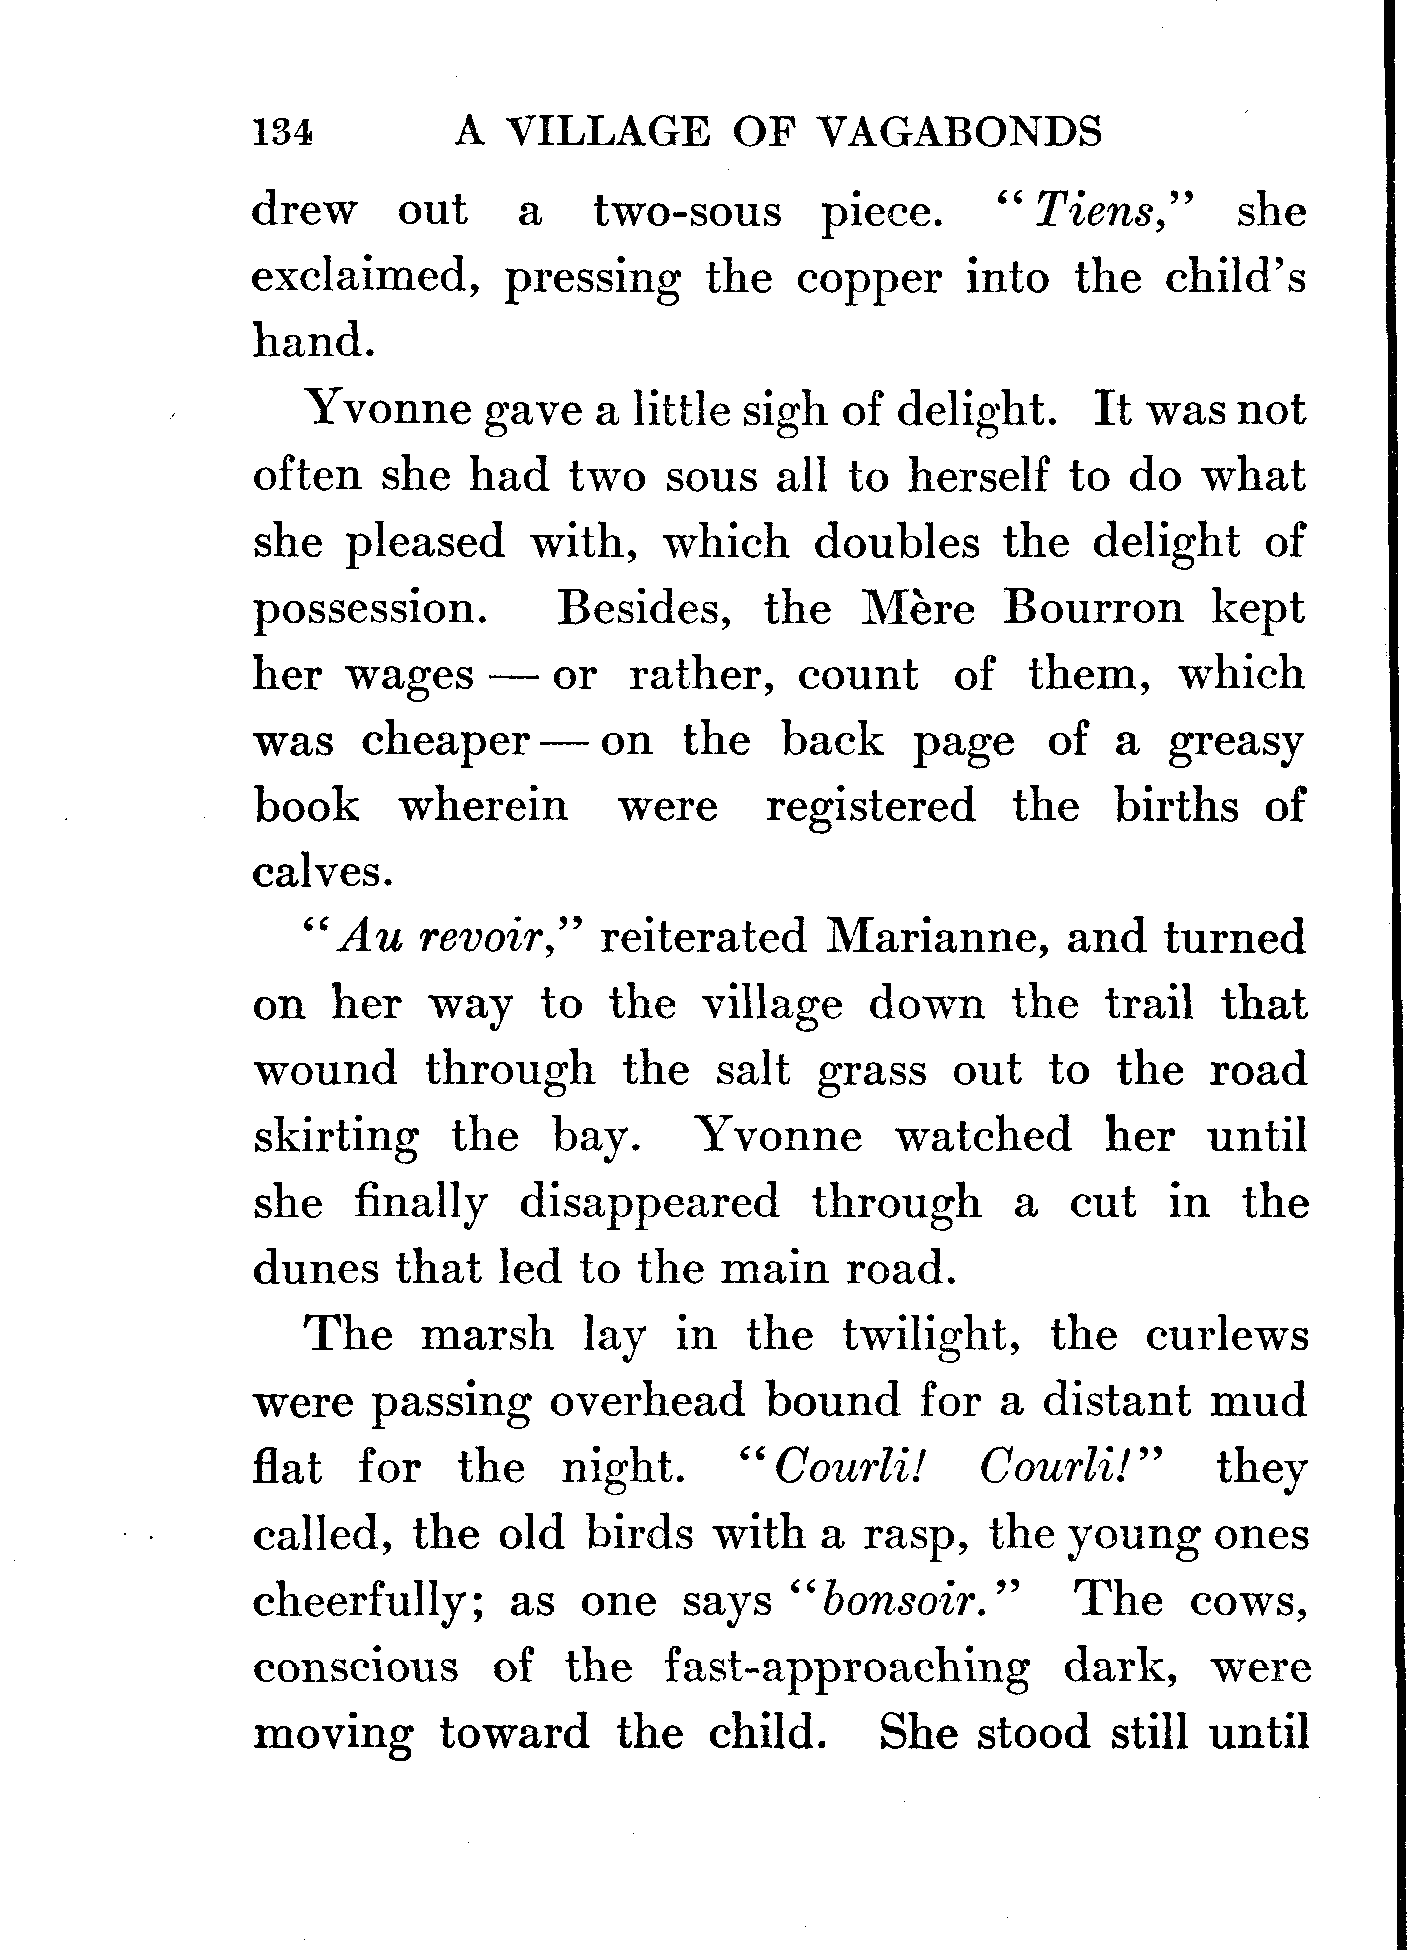 134 A VILLAGE OF VAGABONDS
drew out a two-sous piece. "Tiens," she
exclaimed, pressing the copper into the child's
hand.
Yvonne gave a little sigh of delight. It was not
often she had two sous all to herself to do what
she pleased with, which doubles the delight of
possession. Besides, the Mère Bourron kept
her wages — or rather, count of them, which
was cheaper — on the back page of a greasy
book wherein were registered the births of
calves.
"Au revoir," reiterated Marianne, and turned
on her way to the village down the trail that
wound through the salt grass out to the road
skirting the bay. Yvonne watched her until
she finally disappeared through a cut in the
dunes that led to the main road.
The marsh lay in the twilight, the curlews
were passing overhead bound for a distant mud
flat for the night. "Courli! Courli!" they
called, the old birds with a rasp, the young ones
cheerfully; as one says "bonsoir." The cows,
conscious of the fast-approaching dark, were
moving toward the child. She stood still until